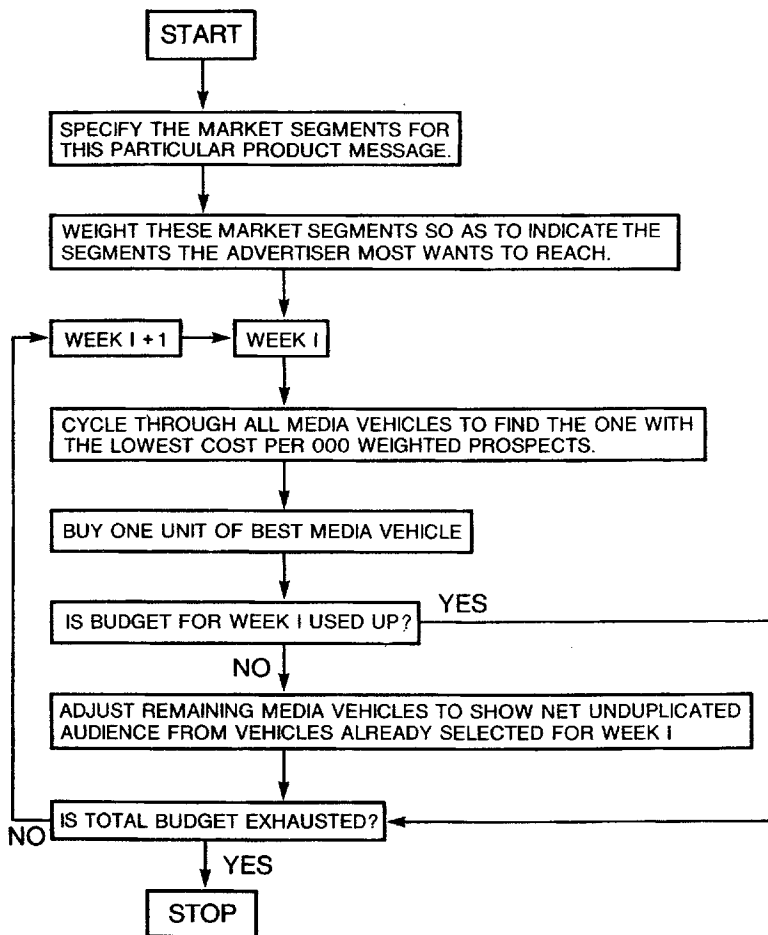 START
SPECIFY THE MARKET SEGMENTS FOR
THIS PARTICULAR PRODUCT MESSAGE.
WEIGHT THESE MARKET SEGMENTS SO AS TO INDICATE THE
SEGMENTS THE ADVERTISER MOST WANTS TO REACH.
WEEK I + 1
WEEK I
CYCLE THROUGH ALL MEDIA VEHICLES TO FIND THE ONE WITH
THE LOWEST COST PER 000 WEIGHTED PROSPECTS.
BUY ONE UNIT OF BEST MEDIA VEHICLE
IS BUDGET FOR WEEK I USED UP?
YES
NO
ADJUST REMAINING MEDIA VEHICLES TO SHOW NET UNDUPLICATED
AUDIENCE FROM VEHICLES ALREADY SELECTED FOR WEEK I
IS TOTAL BUDGET EXHAUSTED?
NO
YES
STOP